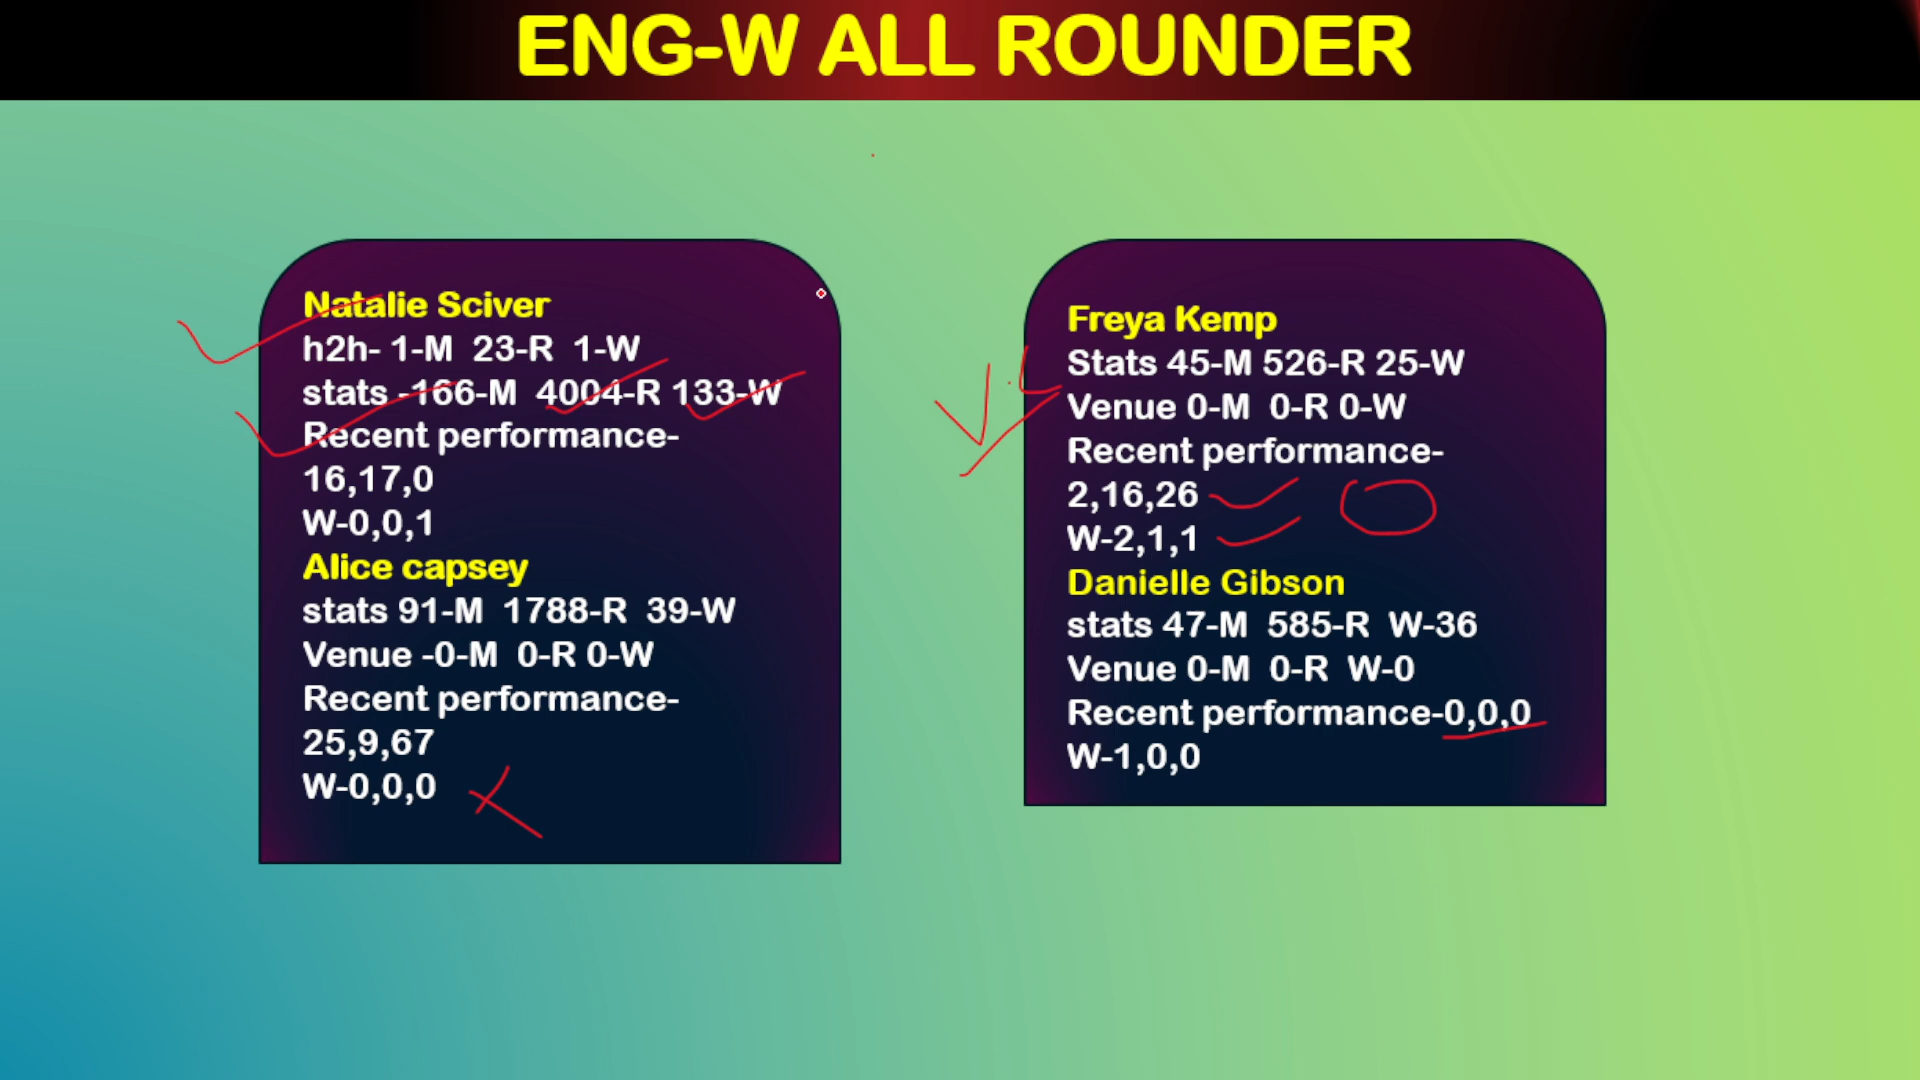 ENG-W ALL ROUNDER
Natalie Sciver
h2h- 1-M 23-R 1-W
stats -166-M 4004-R 133-W
Recent performance-
16,17,0
W-0,0,1
Alice capsey
stats 91-M 1788-R 39-W
Venue -0-M 0-R 0-W
Recent performance-
25,9,67
W-0,0,0
Freya Kemp
Stats 45-M 526-R 25-W
Venue 0-M 0-R 0-W
Recent performance-
2,16,26
W-2,1,1
Danielle Gibson
stats 47-M 585-R W-36
Venue 0-M 0-R W-0
Recent performance-0,0,0
W-1,0,0